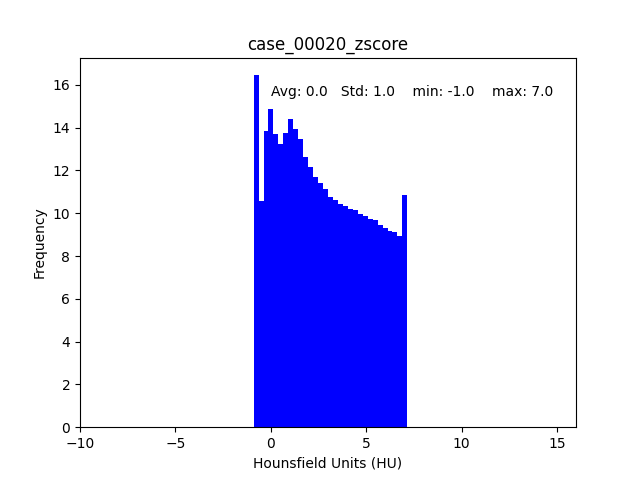 case_00020_zscore
Avg: 0.0 Std: 1.0 min: -1.0 max: 7.0
16
14
12
10
8
6
4
2
0
Frequency
−10 −5 0 5 10 15
Hounsfield Units (HU)